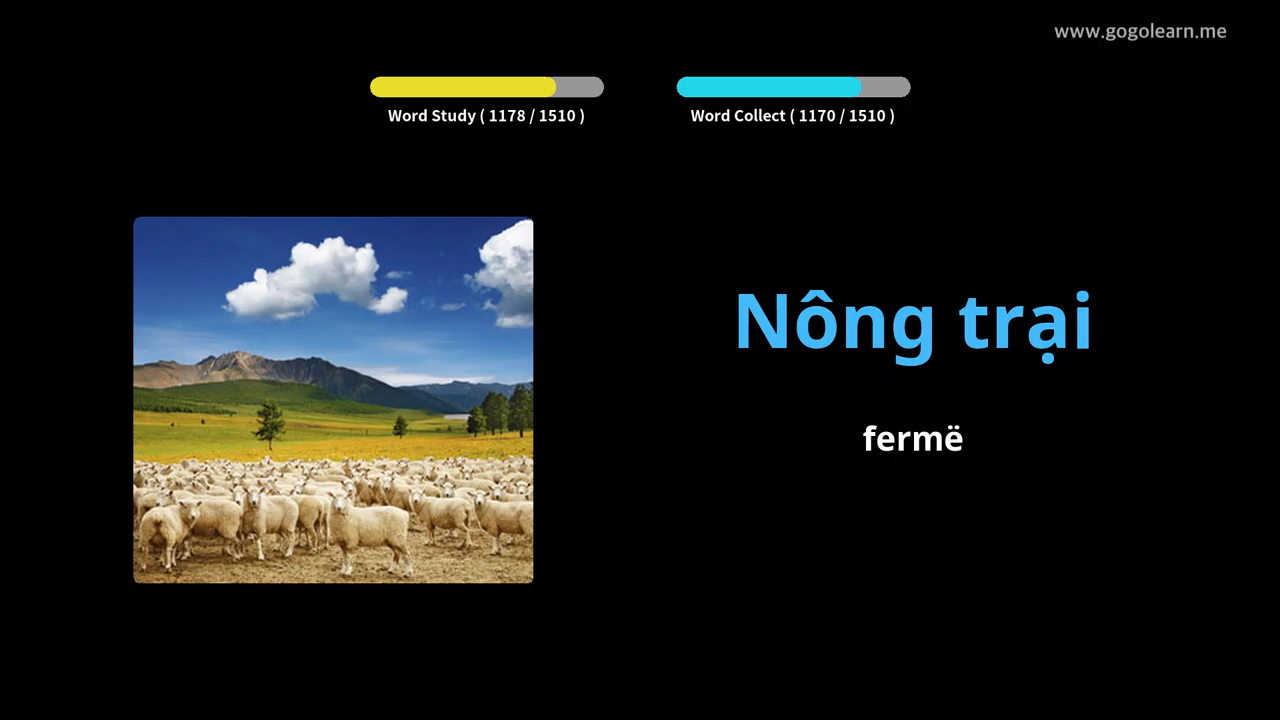 www.gogolearn.me
Word Study ( 1178 / 1510 )
Word Collect ( 1170 / 1510 )
Nông trại
fermë